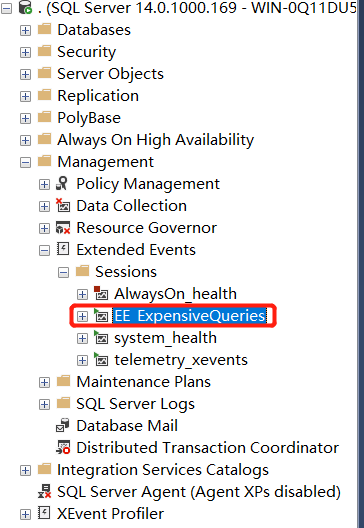 . (SQL Server 14.0.1000.169 - WIN-0Q11DU5
Databases
Security
Server Objects
Replication
PolyBase
Always On High Availability
Management
Policy Management
Data Collection
Resource Governor
Extended Events
Sessions
AlwaysOn_health
EE_ExpensiveQueries
system_health
telemetry_xevents
Maintenance Plans
SQL Server Logs
Database Mail
Distributed Transaction Coordinator
Integration Services Catalogs
SQL Server Agent (Agent XPs disabled)
XEvent Profiler